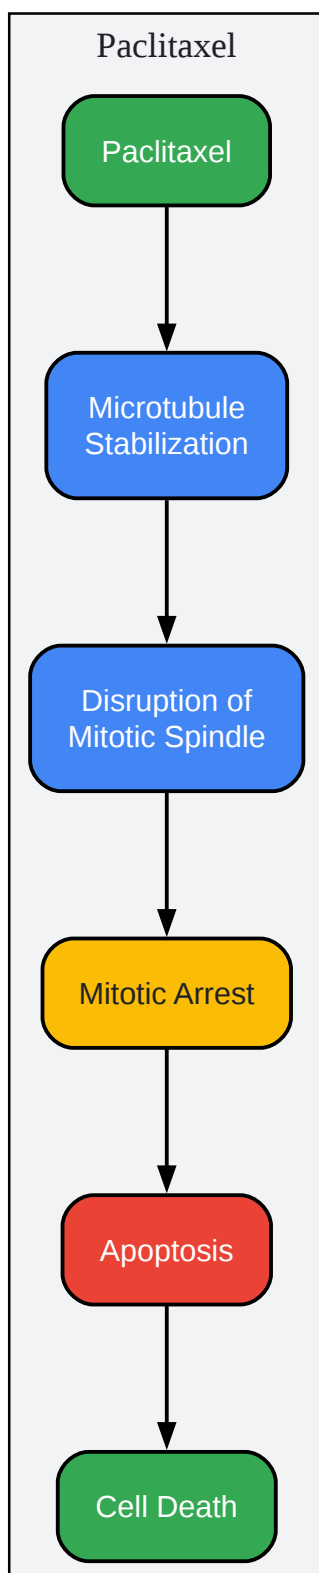 Paclitaxel
Paclitaxel
Microtubule
Stabilization
Disruption of
Mitotic Spindle
Mitotic Arrest
Apoptosis
Cell Death